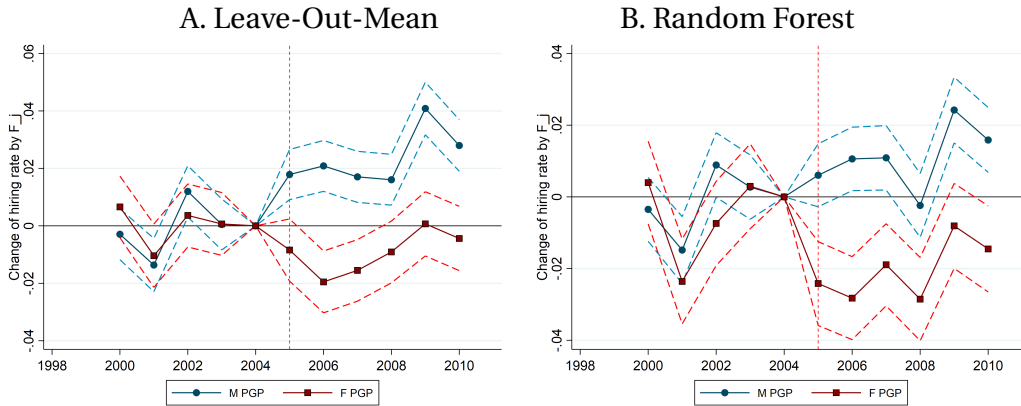 A. Leave-Out-Mean
Change of hiring rate by F_j
.06
.04
.02
0
-.02
-.04
1998 2000 2002 2004 2006 2008 2010
M PGP F PGP
B. Random Forest
Change of hiring rate by F_j
.04
.02
0
-.02
-.04
1998 2000 2002 2004 2006 2008 2010
M PGP F PGP